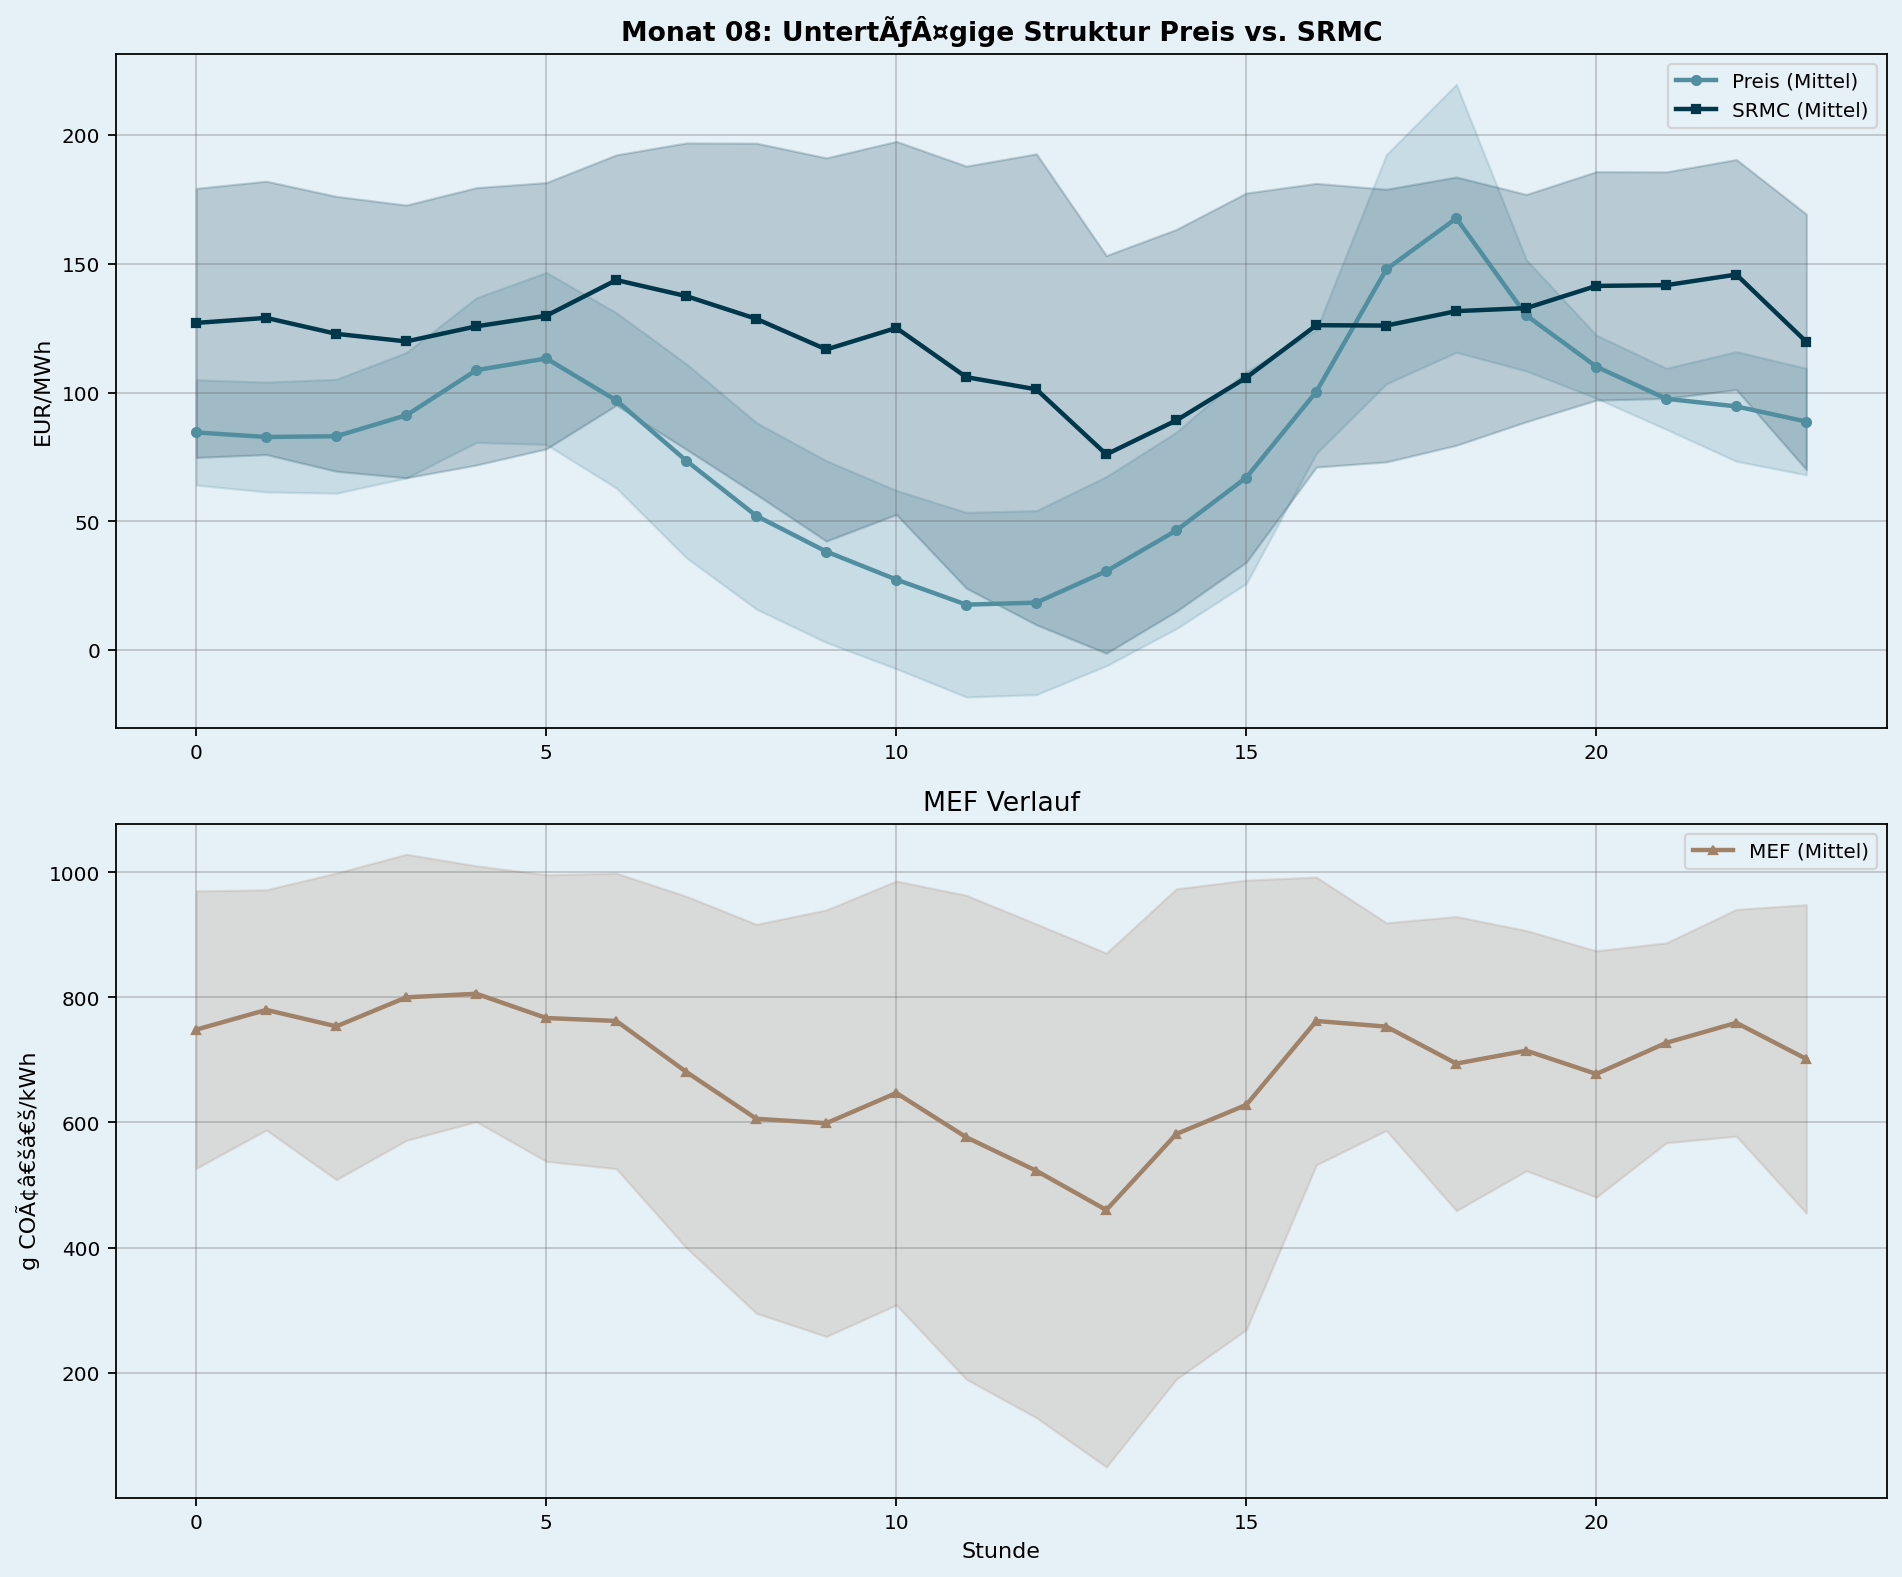 Monat 08: UntertÃƒÂ¤gige Struktur Preis vs. SRMC
Preis (Mittel)
SRMC (Mittel)
EUR/MWh
200
150
100
50
0
0
5
10
15
20
MEF Verlauf
MEF (Mittel)
g COÃ¢â€šâ€š/kWh
1000
800
600
400
200
0
5
10
15
20
Stunde